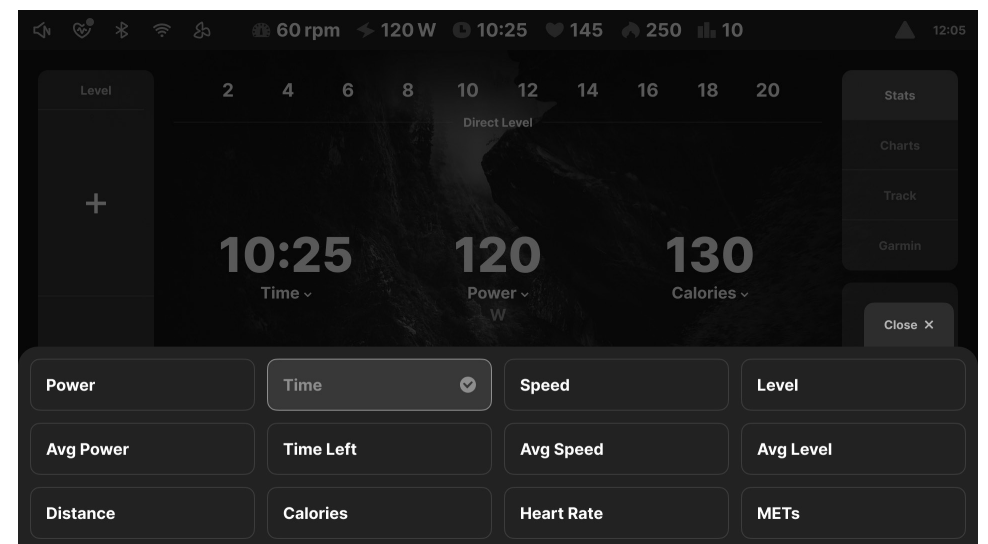 60 rpm 120 W 10:25 145 250 10 12:05
Level 2 4 6 8 10 12 14 16 18 20 Stats
Direct Level
Charts
Track
+
10:25 120 130 Garmin
Time Power Calories
W
Close ×
Power Time Speed Level
Avg Power Time Left Avg Speed Avg Level
Distance Calories Heart Rate METs